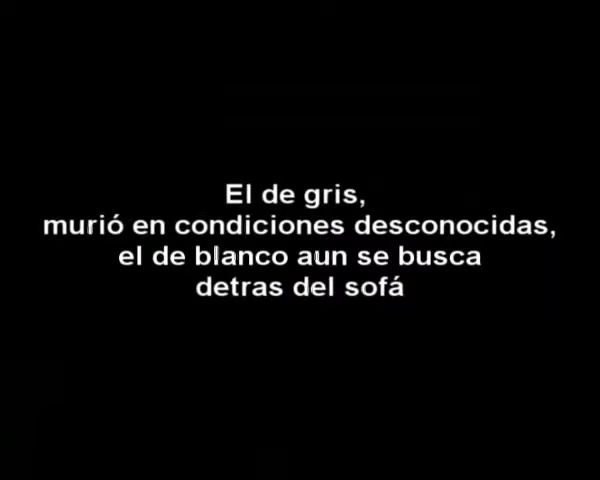 El de gris,
murió en condiciones desconocidas,
el de blanco aun se busca
detras del sofá